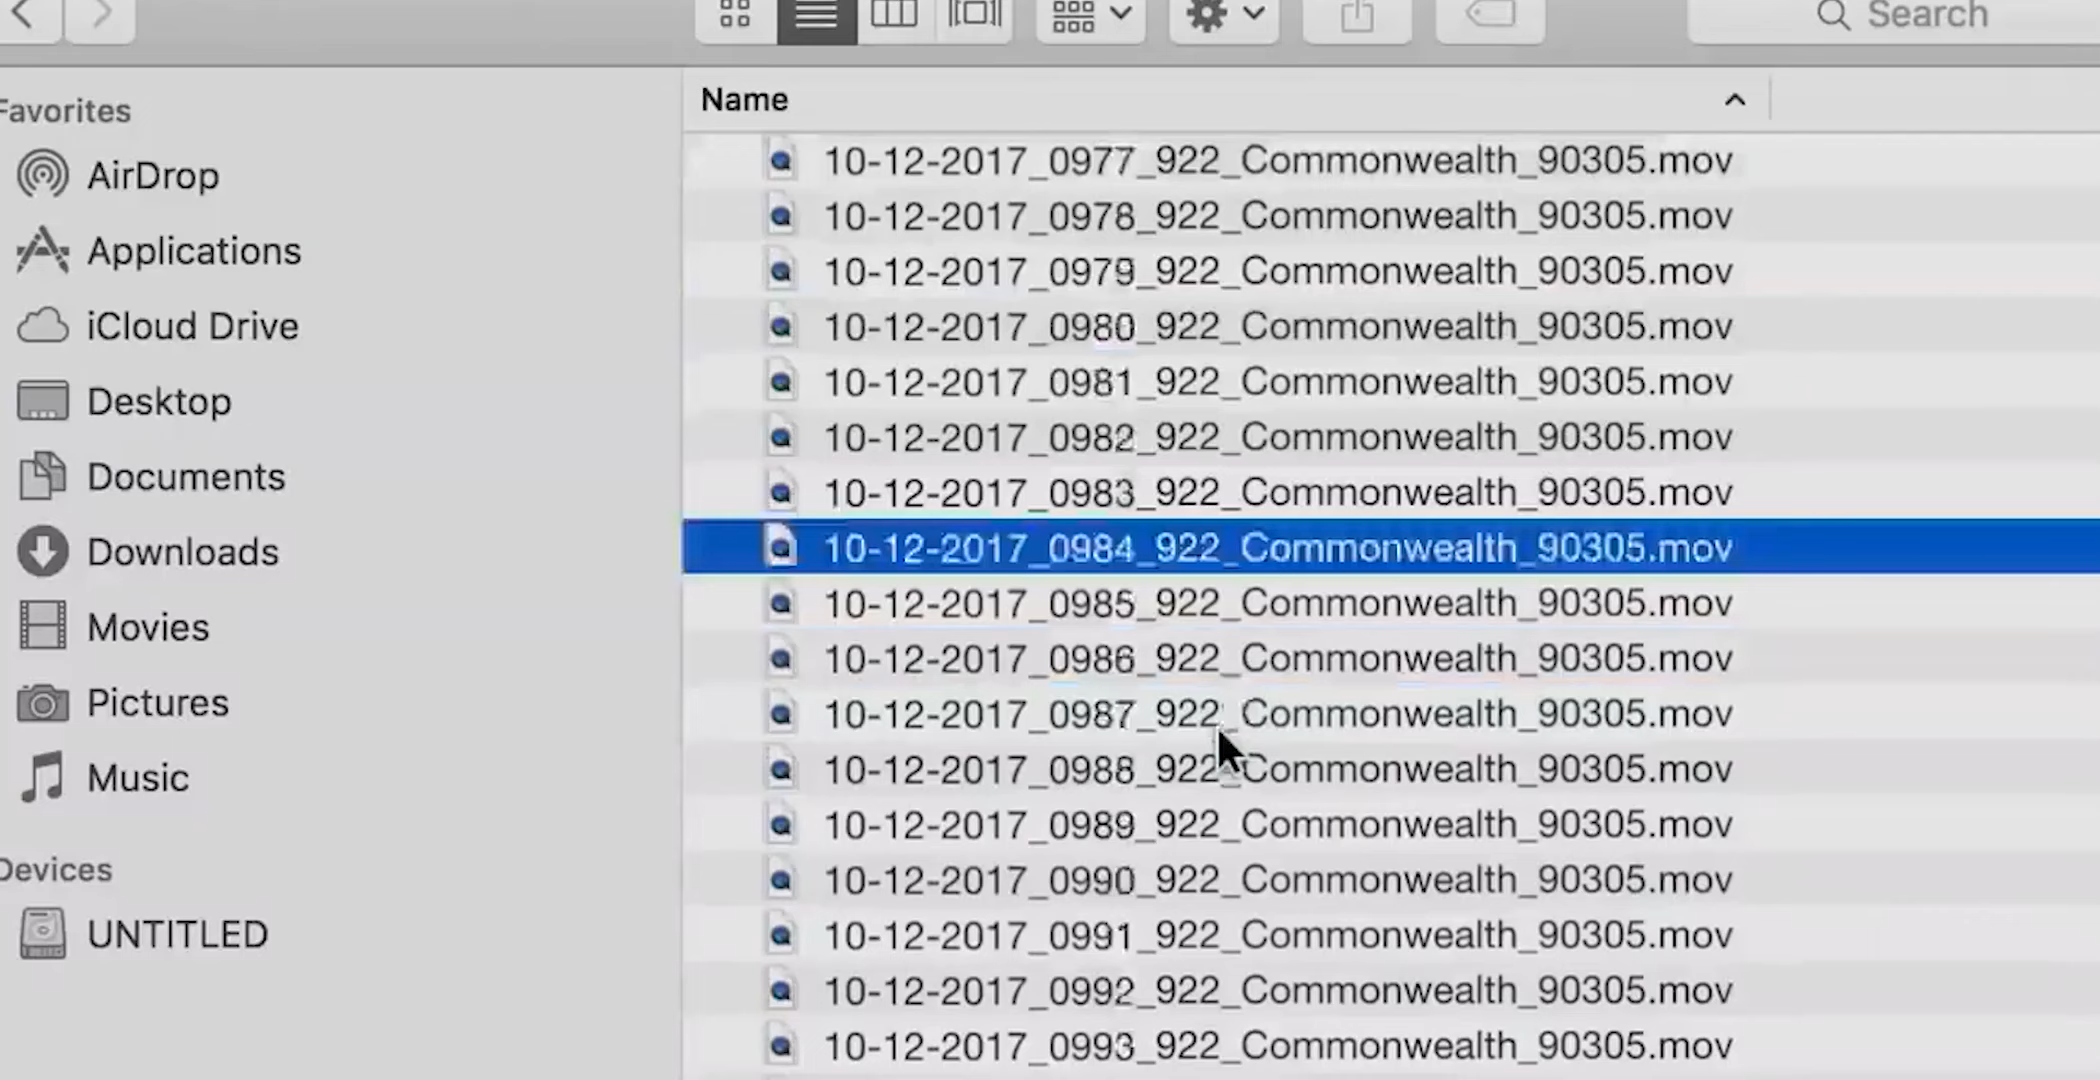 Search
Favorites
AirDrop
Applications
iCloud Drive
Desktop
Documents
Downloads
Movies
Pictures
Music
Devices
UNTITLED
Name
10-12-2017_0977_922_Commonwealth_90305.mov
10-12-2017_0978_922_Commonwealth_90305.mov
10-12-2017_0979_922_Commonwealth_90305.mov
10-12-2017_0980_922_Commonwealth_90305.mov
10-12-2017_0981_922_Commonwealth_90305.mov
10-12-2017_0982_922_Commonwealth_90305.mov
10-12-2017_0983_922_Commonwealth_90305.mov
10-12-2017_0984_922_Commonwealth_90305.mov
10-12-2017_0985_922_Commonwealth_90305.mov
10-12-2017_0986_922_Commonwealth_90305.mov
10-12-2017_0987_922_Commonwealth_90305.mov
10-12-2017_0988_922_Commonwealth_90305.mov
10-12-2017_0989_922_Commonwealth_90305.mov
10-12-2017_0990_922_Commonwealth_90305.mov
10-12-2017_0991_922_Commonwealth_90305.mov
10-12-2017_0992_922_Commonwealth_90305.mov
10-12-2017_0993_922_Commonwealth_90305.mov